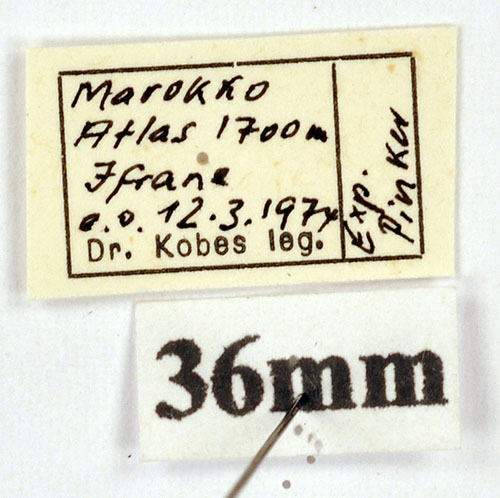 Marokko
Atlas 1700m
Ifrane
e.o. 12.3.1974
Dr. Kobes leg.
Exp.
Pinker
36mm